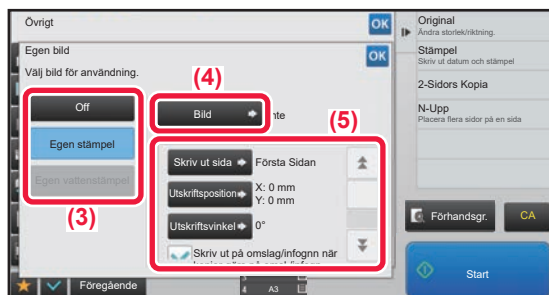 Övrigt
OK
Egen bild
OK
Välj bild för användning.
(4)
Off
Bild
(5)
Egen stämpel
Skriv ut sida
Första Sidan
Egen vattenstämpel
Utskriftsposition
X: 0 mm
Y: 0 mm
(3)
Utskriftsvinkel
0°
Skriv ut på omslag/infognn när
Föregående
A3
Original
Ändra storlek/riktning.
Stämpel
Skriv ut datum och stämpel
2-Sidors Kopia
N-Upp
Placera flera sidor på en sida
Förhandsgr.
CA
Start